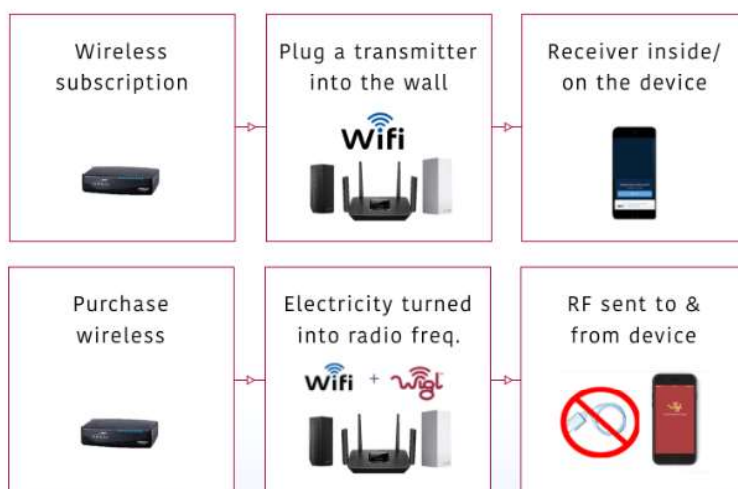 Wireless
subscription
Plug a transmitter
into the wall
Wifi
Receiver inside/
on the device
Purchase
wireless
Electricity turned
into radio freq.
Wifi + wigl
RF sent to &
from device